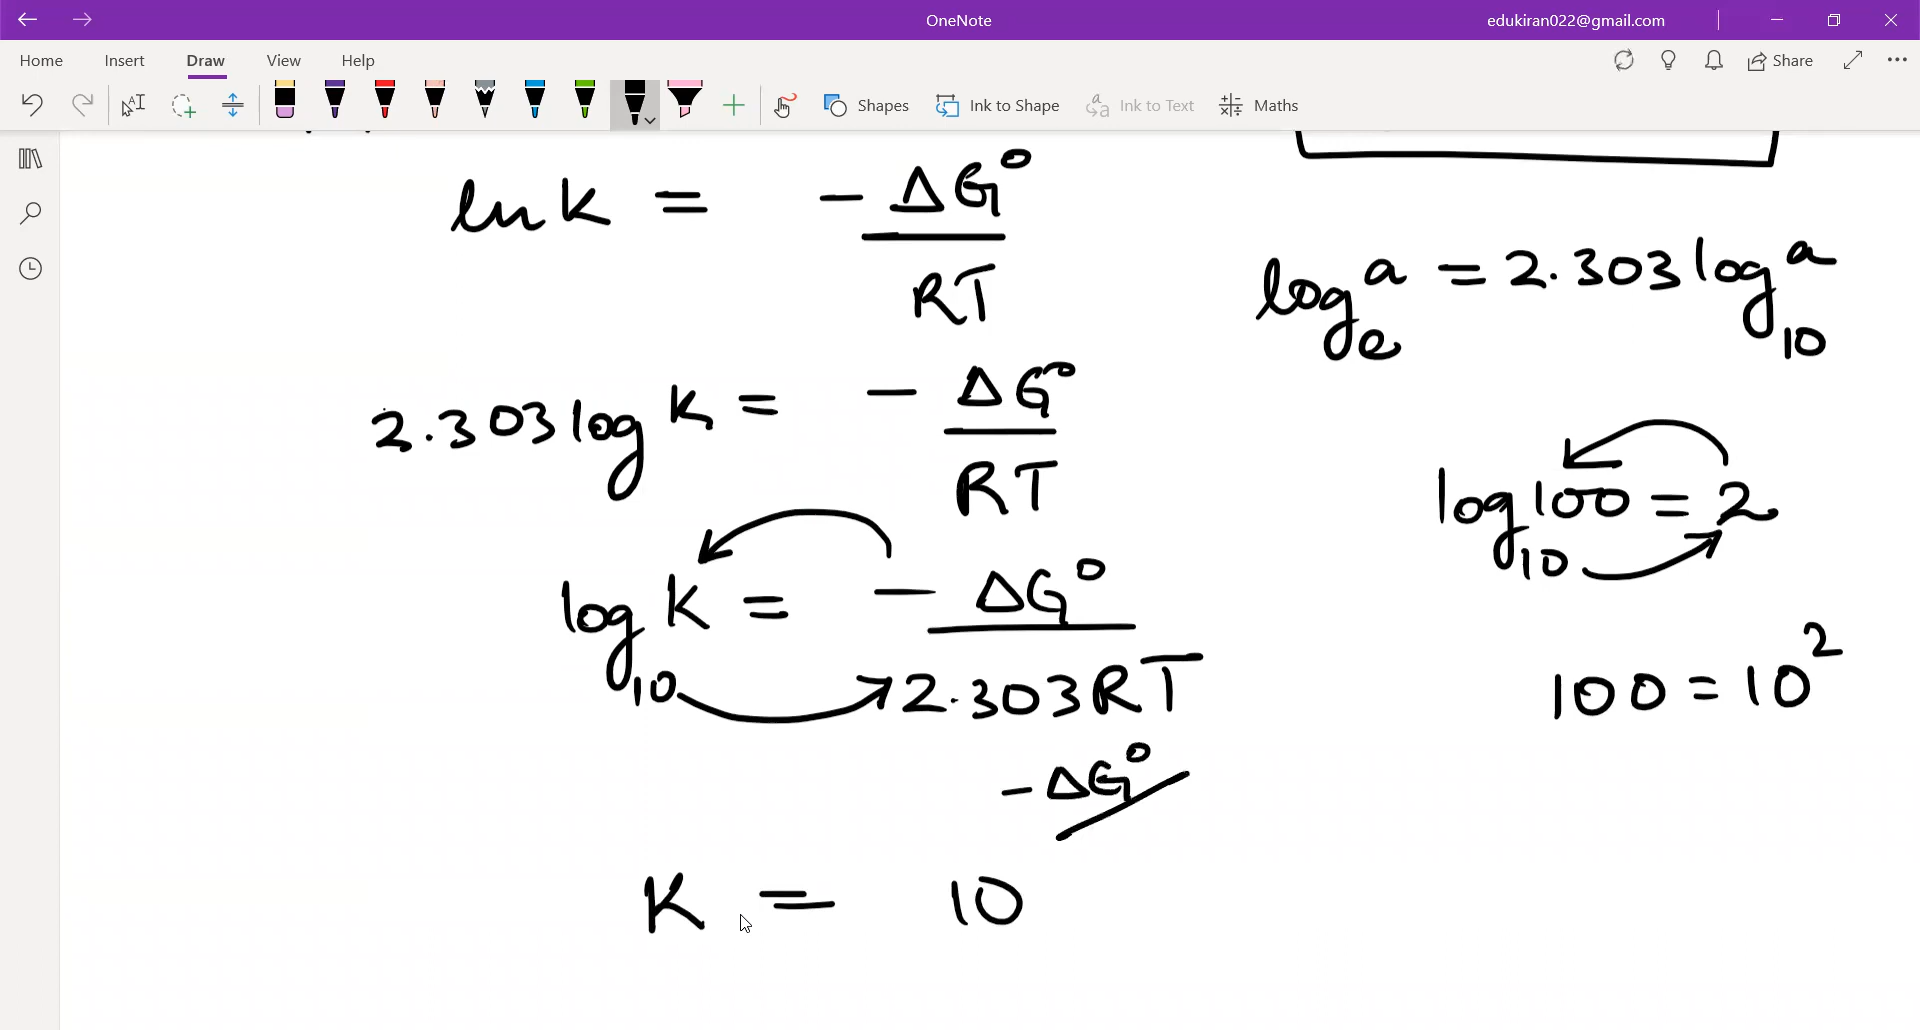 OneNote
edukiran022@gmail.com
Home Insert Draw View Help
Share
Shapes Ink to Shape Ink to Text Maths
ln K = - ΔG°
RT
log_e a = 2.303 log_10 a
2.303 log K = - ΔG°
RT
log_10 100 = 2
log_10 K = - ΔG°
2.303 RT
100 = 10²
- ΔG° /
K = 10